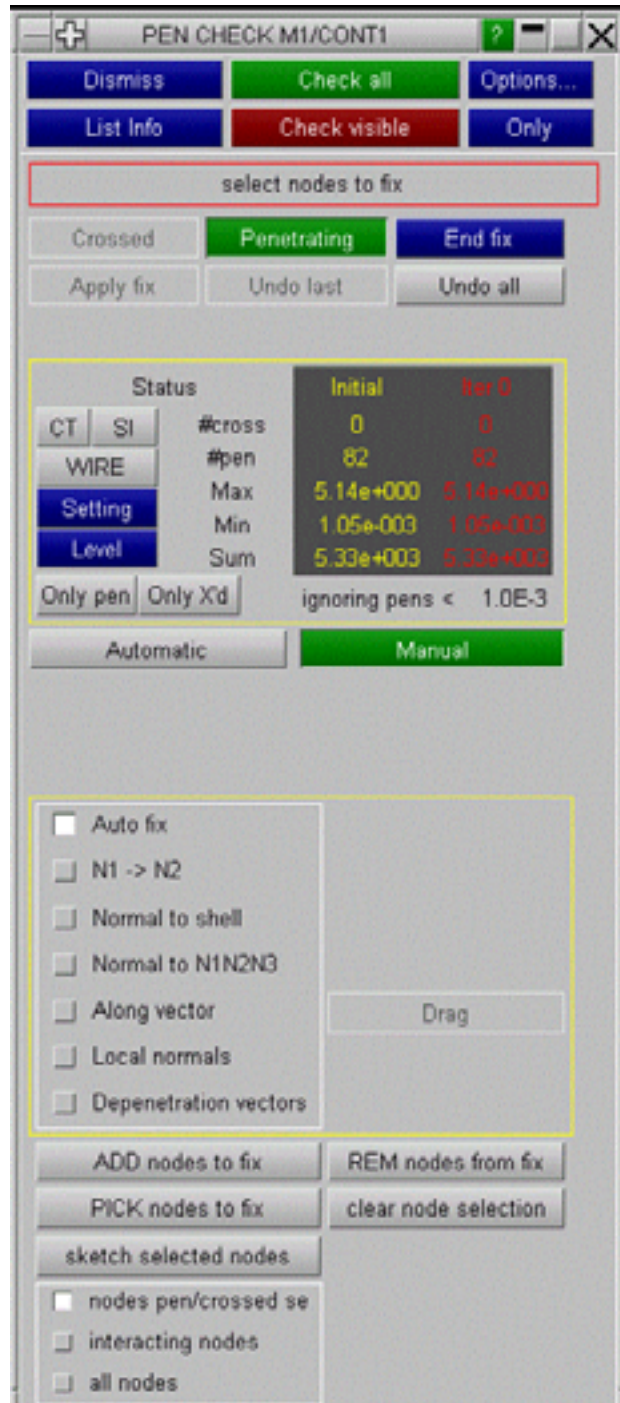 PEN CHECK M1/CONT1 ?
Dismiss Check all Options...
List Info Check visible Only
select nodes to fix
Crossed Penetrating End fix
Apply fix Undo last Undo all
Status Initial Iter 0
CT SI #cross 0 0
WIRE #pen 82 82
Setting Max 5.14e+000 5.14e+000
Min 1.05e-003 1.05e-003
Level Sum 5.33e+003 5.33e+003
Only pen Only X'd ignoring pens < 1.0E-3
Automatic Manual
Auto fix
N1 -> N2
Normal to shell
Normal to N1N2N3
Along vector Drag
Local normals
Depenetration vectors
ADD nodes to fix REM nodes from fix
PICK nodes to fix clear node selection
sketch selected nodes
nodes pen/crossed se
interacting nodes
all nodes